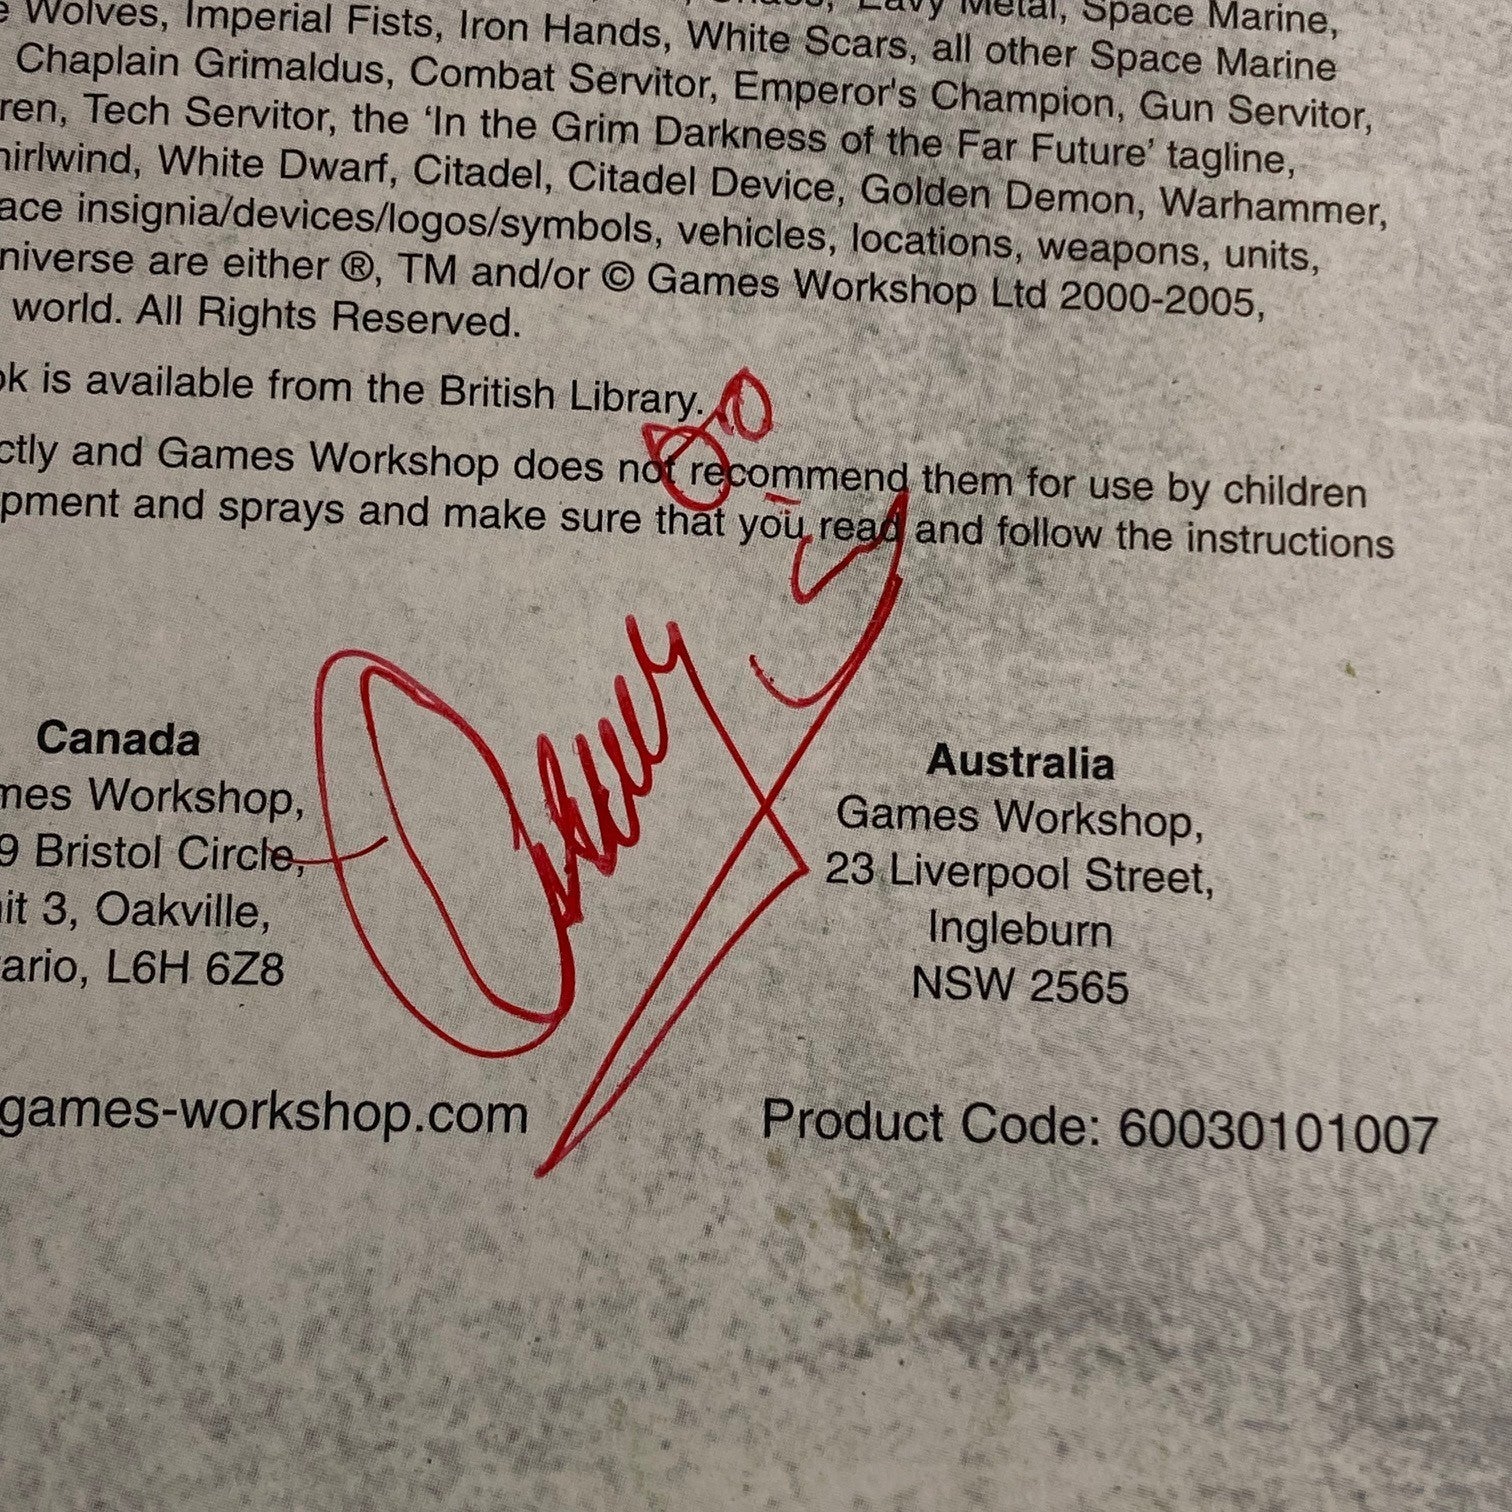 Wolves, Imperial Fists, Iron Hands, White Scars, all other Space Marine
Metal, Space Marine,
Chaplain Grimaldus, Combat Servitor, Emperor's Champion, Gun Servitor,
ren, Tech Servitor, the ‘In the Grim Darkness of the Far Future’ tagline,
hirlwind, White Dwarf, Citadel, Citadel Device, Golden Demon, Warhammer,
ace insignia/devices/logos/symbols, vehicles, locations, weapons, units,
niverse are either ®, TM and/or © Games Workshop Ltd 2000-2005,
world. All Rights Reserved.
ok is available from the British Library.
ctly and Games Workshop does not recommend them for use by children
pment and sprays and make sure that you read and follow the instructions
Canada
mes Workshop,
9 Bristol Circle,
it 3, Oakville,
ario, L6H 6Z8
Australia
Games Workshop,
23 Liverpool Street,
Ingleburn
NSW 2565
games-workshop.com
Product Code: 60030101007